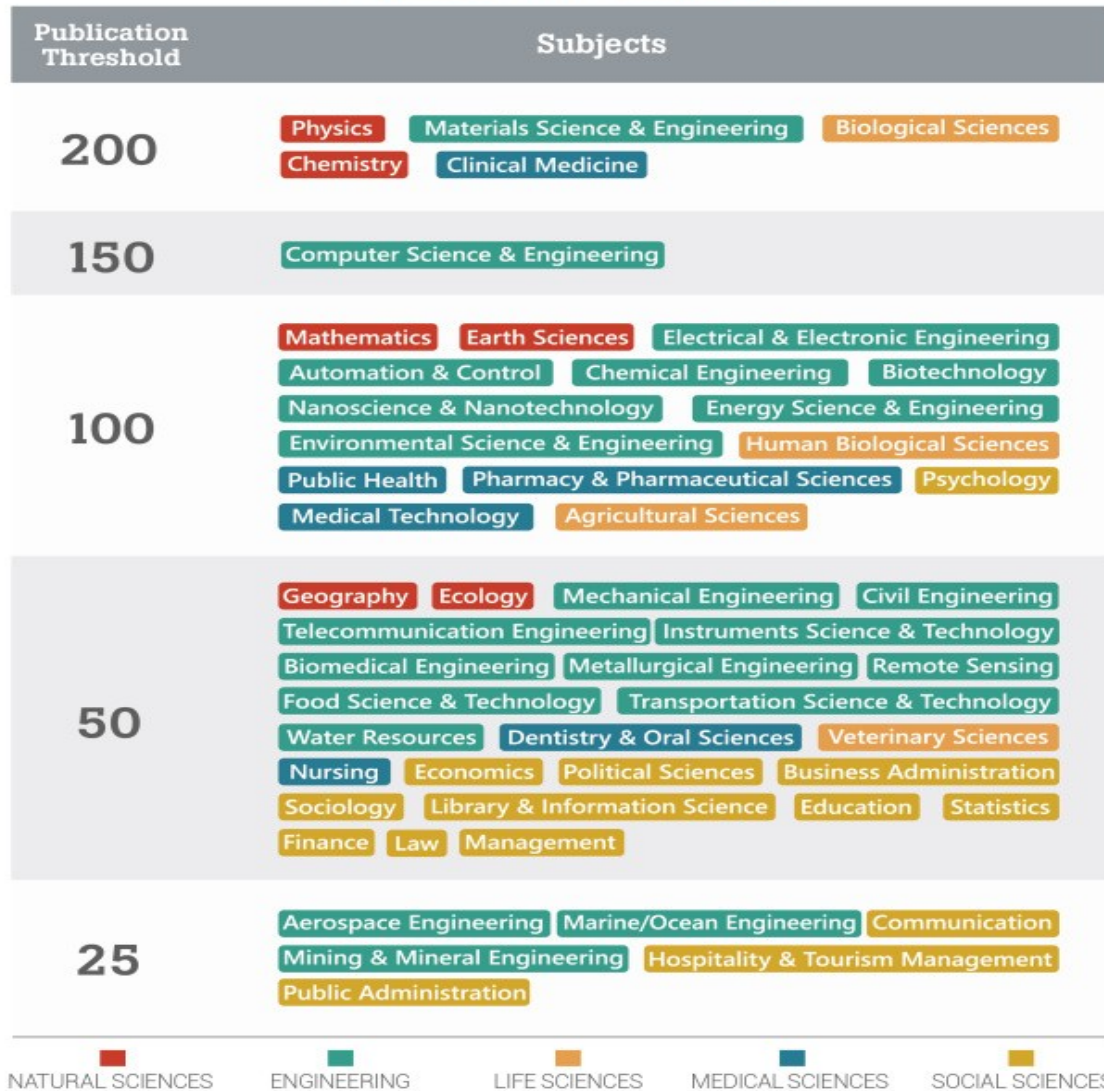 Publication Threshold Subjects
200
Physics Materials Science & Engineering Biological Sciences
Chemistry Clinical Medicine
150
Computer Science & Engineering
100
Mathematics Earth Sciences Electrical & Electronic Engineering
Automation & Control Chemical Engineering Biotechnology
Nanoscience & Nanotechnology Energy Science & Engineering
Environmental Science & Engineering Human Biological Sciences
Public Health Pharmacy & Pharmaceutical Sciences Psychology
Medical Technology Agricultural Sciences
50
Geography Ecology Mechanical Engineering Civil Engineering
Telecommunication Engineering Instruments Science & Technology
Biomedical Engineering Metallurgical Engineering Remote Sensing
Food Science & Technology Transportation Science & Technology
Water Resources Dentistry & Oral Sciences Veterinary Sciences
Nursing Economics Political Sciences Business Administration
Sociology Library & Information Science Education Statistics
Finance Law Management
25
Aerospace Engineering Marine/Ocean Engineering Communication
Mining & Mineral Engineering Hospitality & Tourism Management
Public Administration
NATURAL SCIENCES ENGINEERING LIFE SCIENCES MEDICAL SCIENCES SOCIAL SCIENCES